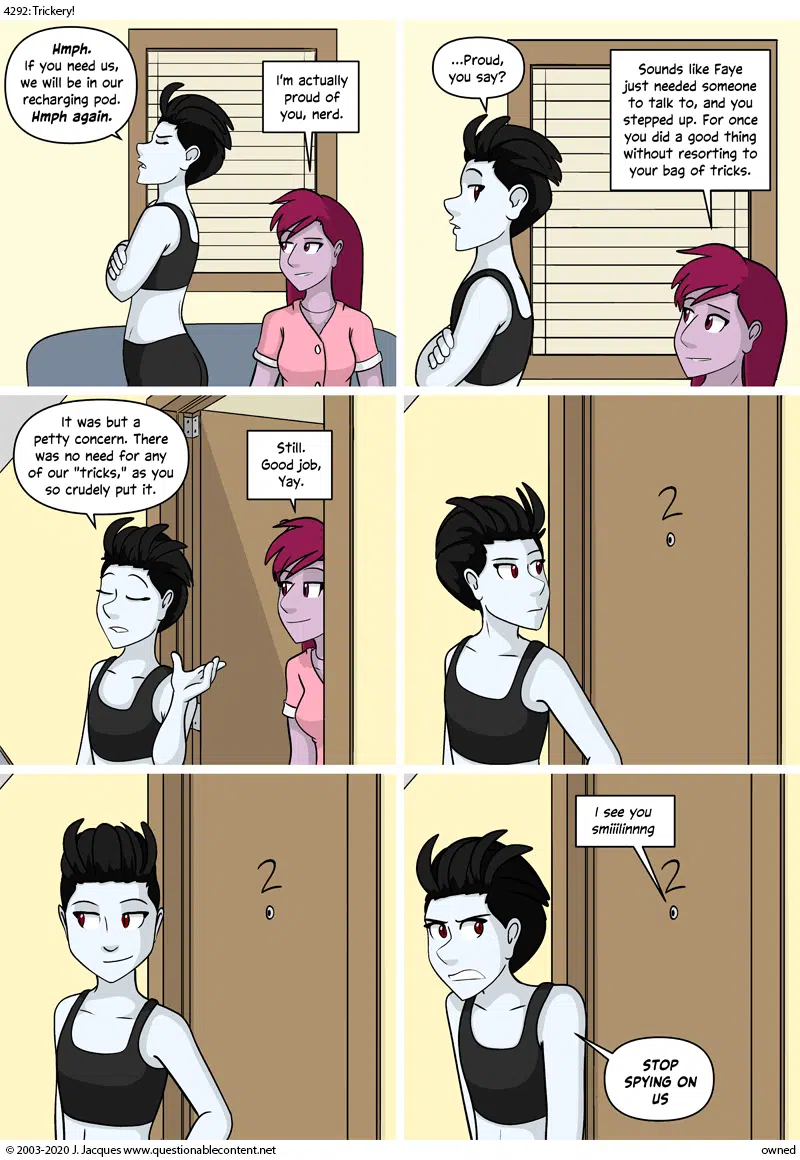 4292: Trickery!
Hmph.
If you need us,
we will be in our
recharging pod.
Hmph again.
I'm actually
proud of
you, nerd.
...Proud,
you say?
Sounds like Faye
just needed someone
to talk to, and you
stepped up. For once
you did a good thing
without resorting to
your bag of tricks.
It was but a
petty concern. There
was no need for any
of our "tricks," as you
so crudely put it.
Still.
Good job,
Yay.
2
2
I see you
smiiilinnng
2
STOP
SPYING ON
US
© 2003-2020 J. Jacques www.questionablecontent.net
owned